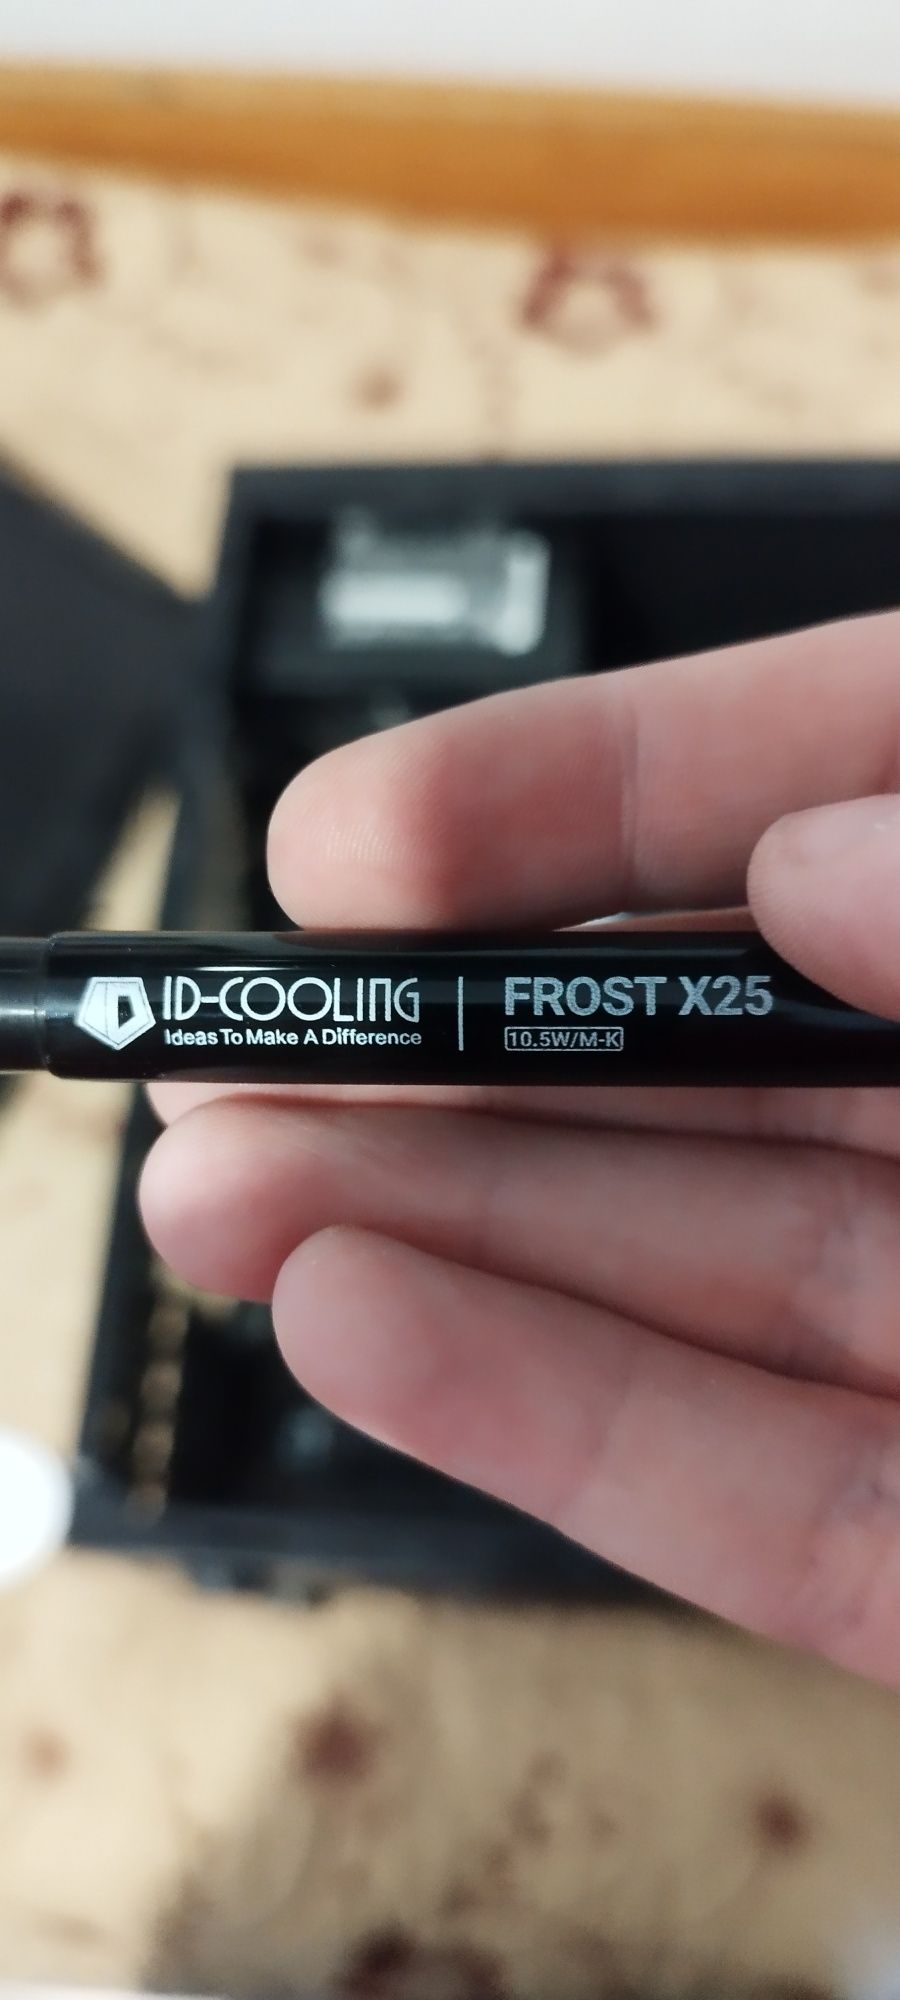 ID-COOLING
Ideas To Make A Difference
FROST X25
10.5W/M-K